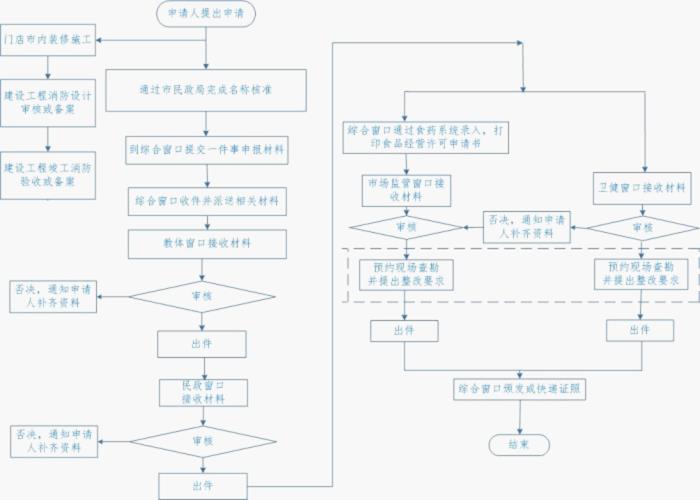 申请人提出申请
门店市内装修施工
建设工程消防设计
审核或备案
建设工程竣工消防
验收或备案
通过市民政局完成名称核准
到综合窗口提交一件事申报材料
综合窗口收件并派送相关材料
教体窗口接收材料
审核
否决,通知申请
人补齐资料
出件
民政窗口
接收材料
审核
否决,通知申请
人补齐资料
出件
综合窗口通过食药系统录入,打
印食品经营许可申请书
市场监管窗口接
收材料
审核
否决,通知申请
人补齐资料
卫健窗口接收材料
审核
预约现场查勘
并提出整改要求
预约现场查勘
并提出整改要求
出件
出件
综合窗口颁发或快递证照
结束